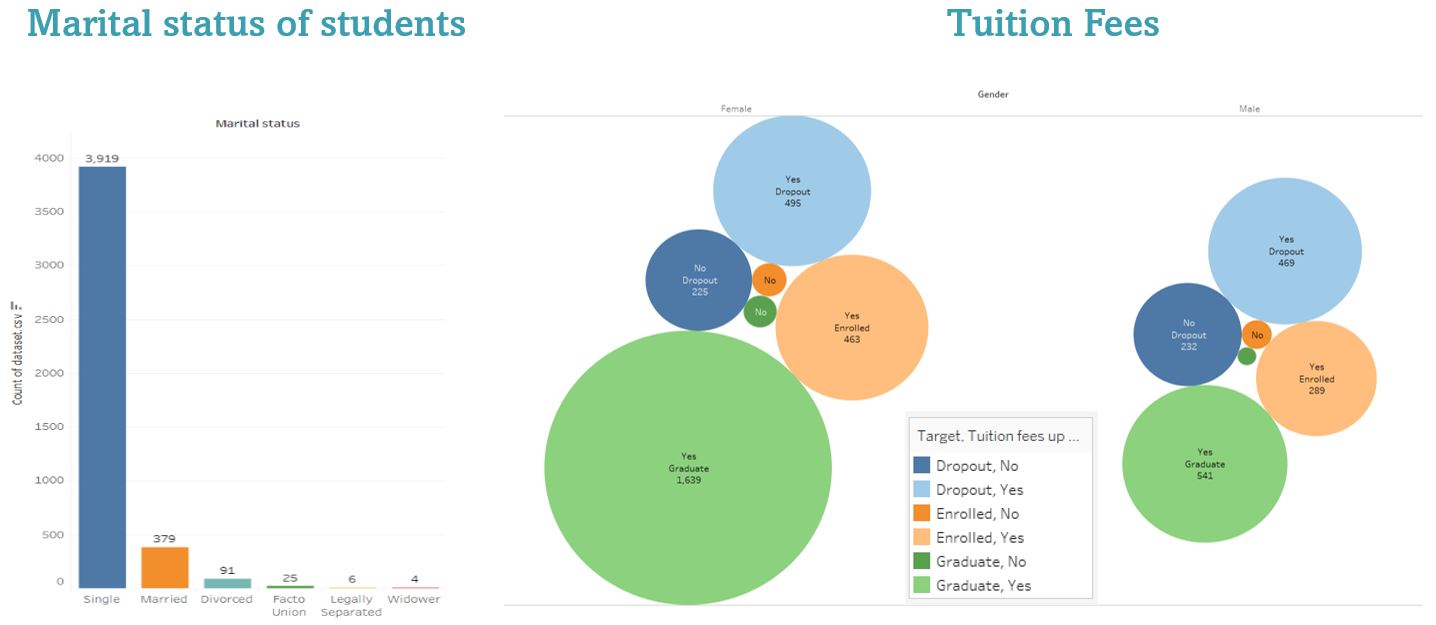 Marital status of students
Tuition Fees
Marital status
Count of dataset.csv
4000
3500
3000
2500
2000
1500
1000
500
0
3,919
379
91
25
6
4
Single
Married
Divorced
Facto
Union
Legally
Separated
Widower
Gender
Female
Male
Yes
Dropout
495
No
Dropout
225
No
No
Yes
Enrolled
463
Yes
Graduate
1,639
Yes
Dropout
469
No
Dropout
232
No
Yes
Enrolled
289
Yes
Graduate
541
Target, Tuition fees up ...
Dropout, No
Dropout, Yes
Enrolled, No
Enrolled, Yes
Graduate, No
Graduate, Yes